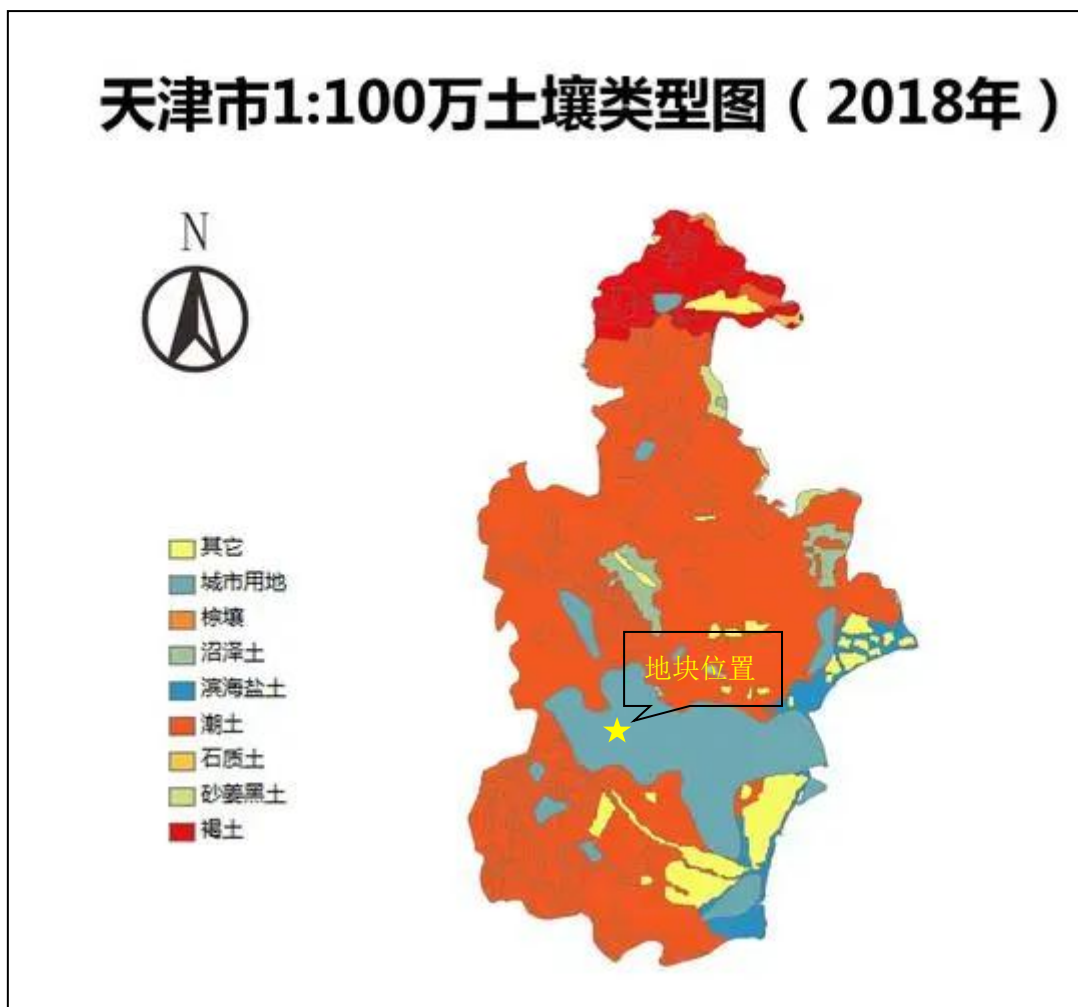 天津市1:100万土壤类型图（2018年）
N
其它
城市用地
棕壤
沼泽土
滨海盐土
潮土
石质土
砂姜黑土
褐土
地块位置